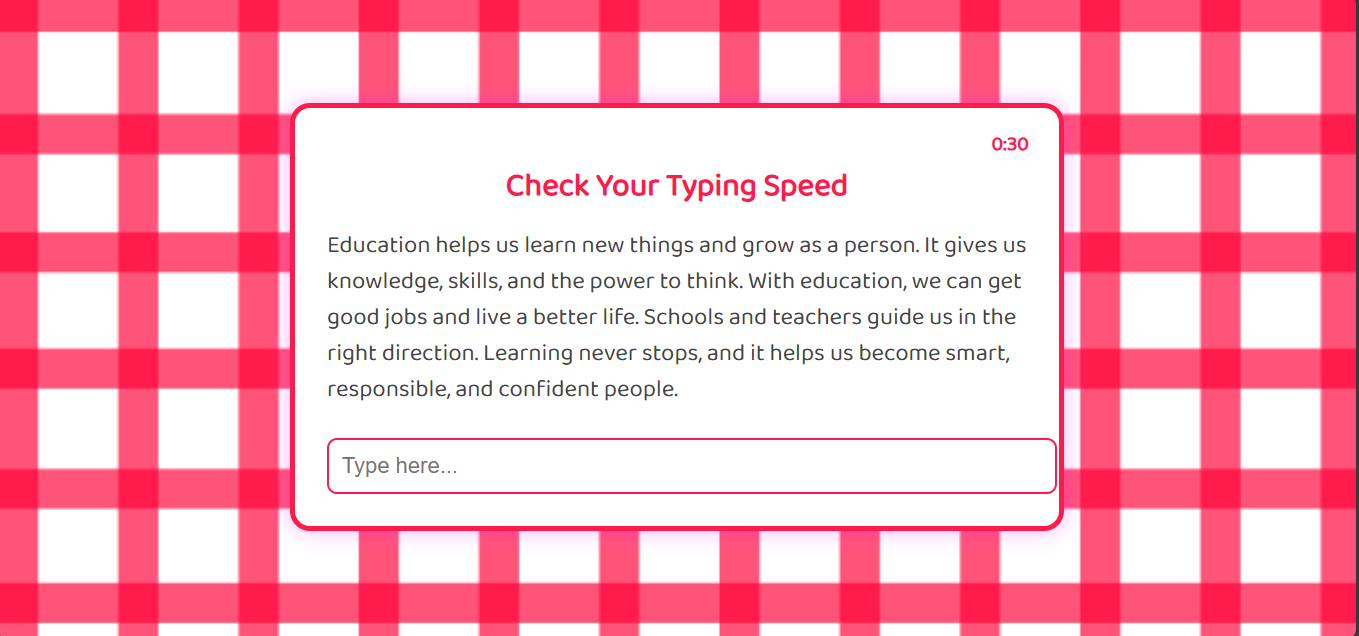 0:30
Check Your Typing Speed
Education helps us learn new things and grow as a person. It gives us
knowledge, skills, and the power to think. With education, we can get
good jobs and live a better life. Schools and teachers guide us in the
right direction. Learning never stops, and it helps us become smart,
responsible, and confident people.
Type here...